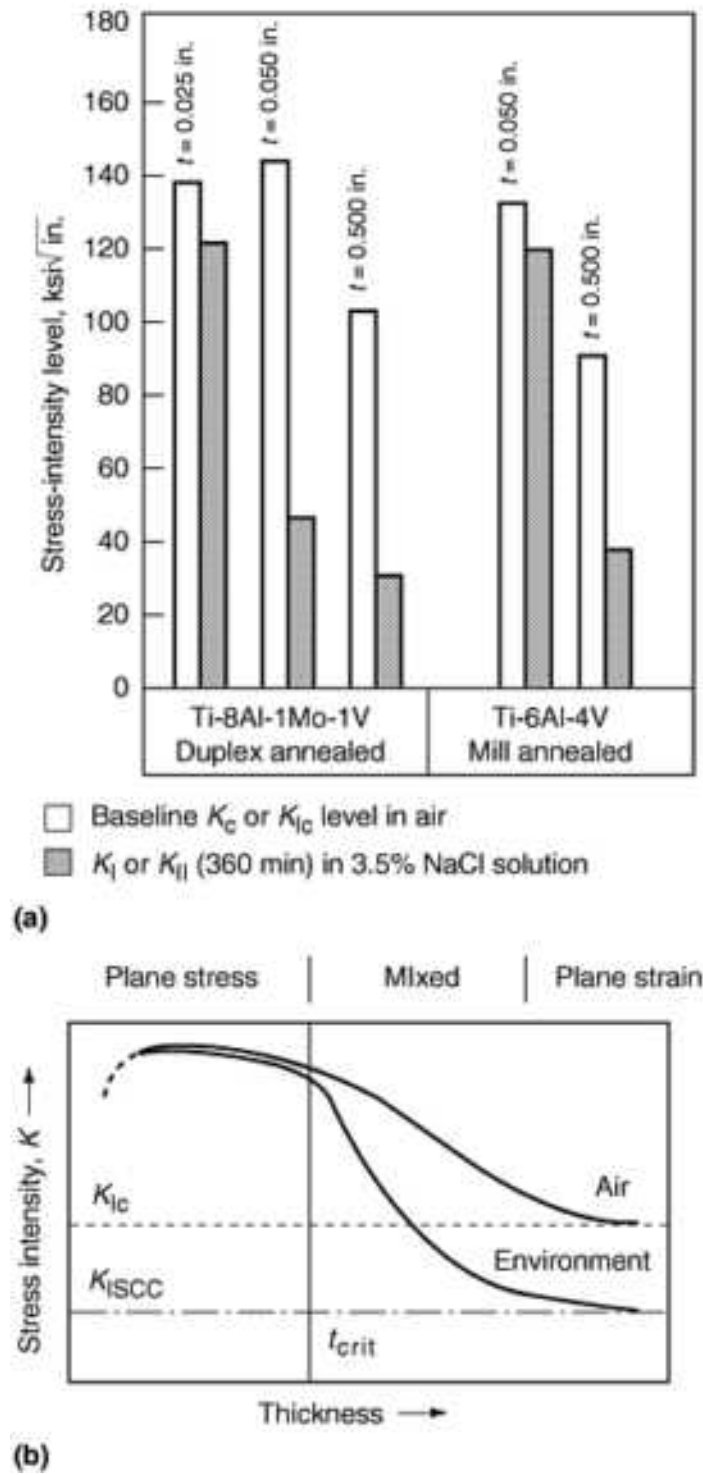 180
160
140
120
100
80
60
40
20
0
Stress-intensity level, ksi√in.
t = 0.025 in.
t = 0.050 in.
t = 0.500 in.
t = 0.050 in.
t = 0.500 in.
Ti-8Al-1Mo-1V
Duplex annealed
Ti-6Al-4V
Mill annealed
Baseline Kc or KIc level in air
KI or KII (360 min) in 3.5% NaCl solution
(a)
Plane stress
MIxed
Plane strain
Stress intensity, K
KIc
Air
Environment
KISCC
tcrit
Thickness
(b)